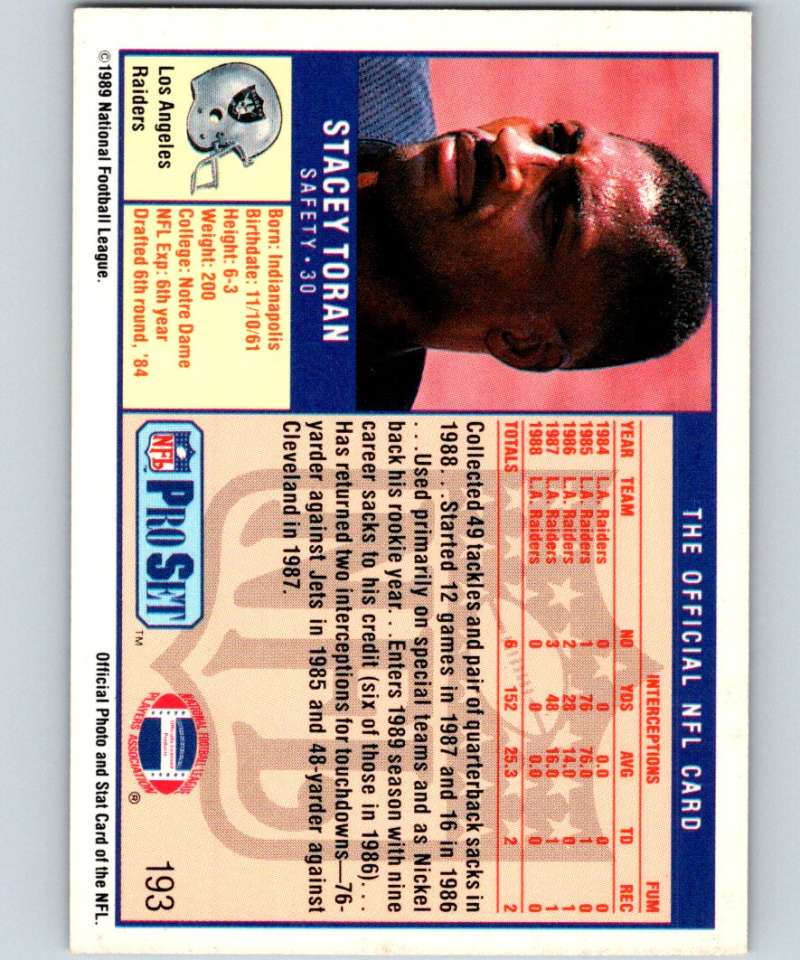 THE OFFICIAL NFL CARD
STACEY TORAN
SAFETY • 30
Los Angeles
Raiders
Born: Indianapolis
Birthdate: 11/10/61
Height: 6-3
Weight: 200
College: Notre Dame
NFL Exp: 6th year
Drafted 6th round, '84
INTERCEPTIONS FUM
YEAR TEAM NO YDS AVG TD REC
1984 L.A. Raiders 0 0 0.0 0 0
1985 L.A. Raiders 1 76 76.0 1 0
1986 L.A. Raiders 2 28 14.0 0 1
1987 L.A. Raiders 3 48 16.0 1 1
1988 L.A. Raiders 0 0 0.0 0 0
TOTALS 6 152 25.3 2 2
Collected 49 tackles and pair of quarterback sacks in
1988. . .Started 12 games in 1987 and 16 in 1986
. . .Used primarily on special teams and as Nickel
back his rookie year. . .Enters 1989 season with nine
career sacks to his credit (six of those in 1986). . .
Has returned two interceptions for touchdowns—76-
yarder against Jets in 1985 and 48-yarder against
Cleveland in 1987.
NFL
NFL PRO SET ™
NATIONAL FOOTBALL LEAGUE
PLAYERS ASSOCIATION ®
193
©1989 National Football League.
Official Photo and Stat Card of the NFL.